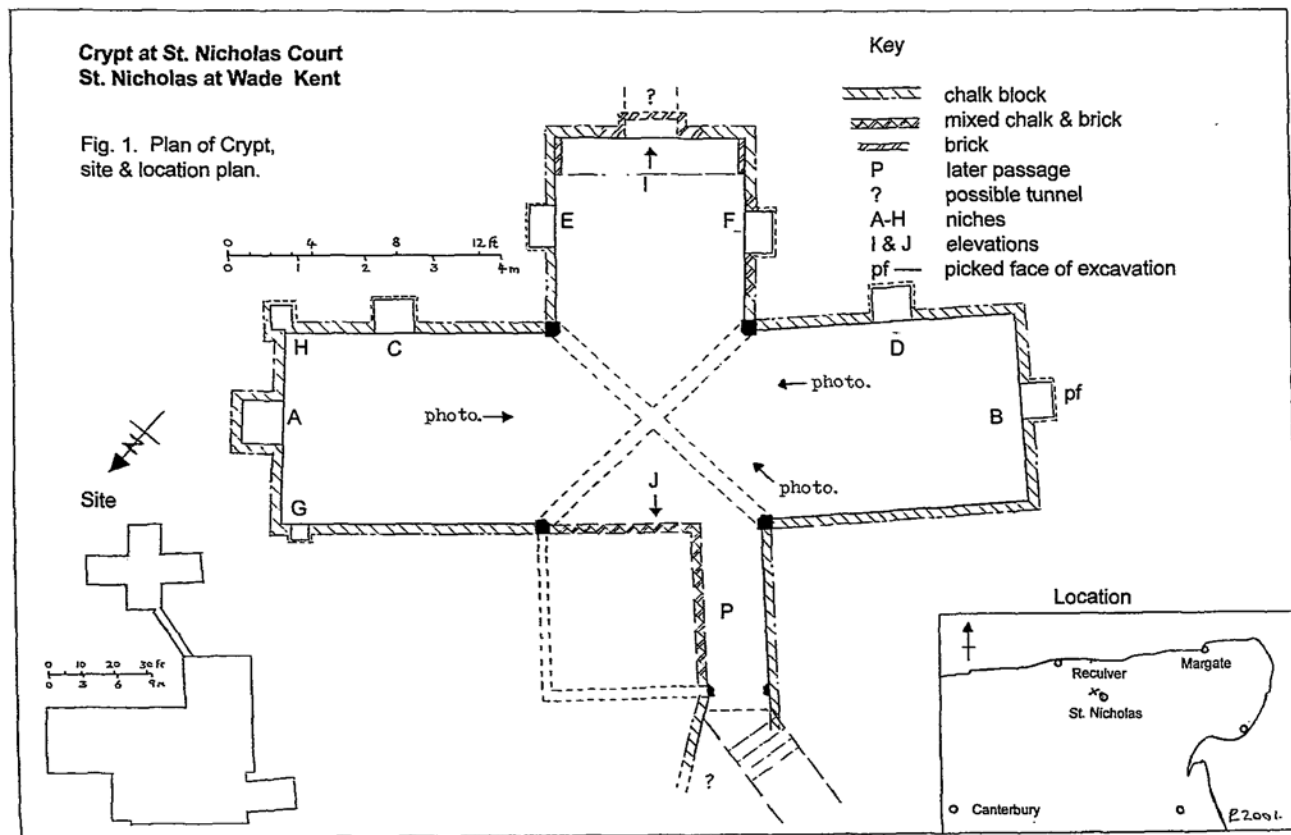 Crypt at St. Nicholas Court
St. Nicholas at Wade Kent
Fig. 1. Plan of Crypt,
site & location plan.
Key
chalk block
mixed chalk & brick
brick
P later passage
? possible tunnel
A-H niches
I & J elevations
pf — picked face of excavation
?
I
E
F
0 4 8 12 ft
0 1 2 3 4 m
H
C
D
A
photo.
photo.
B
pf
photo.
J
G
P
?
N
Site
0 10 20 30 ft
0 3 6 9 m
Location
Reculver
Margate
St. Nicholas
Canterbury